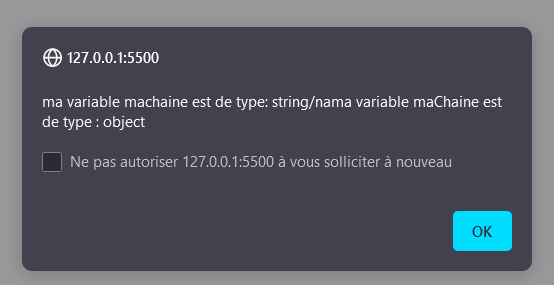 127.0.0.1:5500
ma variable machaine est de type: string/nama variable maChaine est
de type : object
Ne pas autoriser 127.0.0.1:5500 à vous solliciter à nouveau
OK